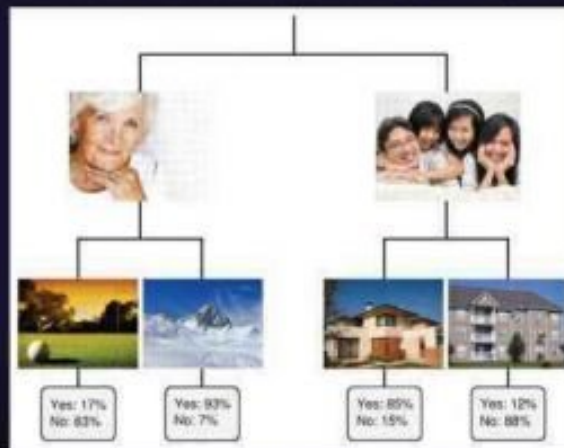 Yes: 17%
No: 83%
Yes: 93%
No: 7%
Yes: 85%
No: 15%
Yes: 12%
No: 88%